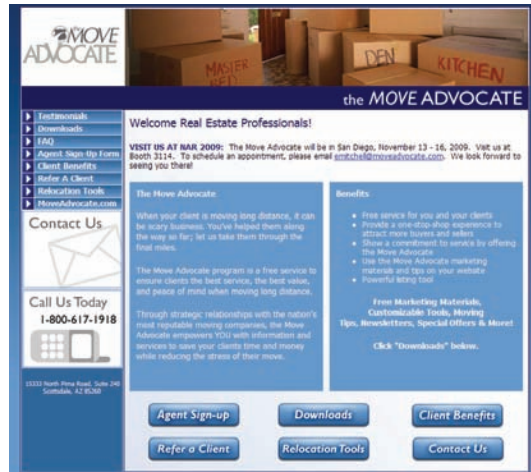 the MOVE
ADVOCATE
MASTER
BED
DEN
KITCHEN
the MOVE ADVOCATE
Testimonials
Downloads
FAQ
Agent Sign-Up Form
Client Benefits
Refer A Client
Relocation Tools
MoveAdvocate.com
Contact Us
Call Us Today
1-800-617-1918
15333 North Pima Road, Suite 240
Scottsdale, AZ 85260
Welcome Real Estate Professionals!
VISIT US AT NAR 2009: The Move Advocate will be in San Diego, November 13 - 16, 2009. Visit us at
Booth 3114. To schedule an appointment, please email emitchell@moveadvocate.com. We look forward to
seeing you there!
The Move Advocate
When your client is moving long distance, it can
be scary business. You've helped them along
the way so far; let us take them through the
final miles.
The Move Advocate program is a free service to
ensure clients the best service, the best value,
and peace of mind when moving long distance.
Through strategic relationships with the nation's
most reputable moving companies, the Move
Advocate empowers YOU with information and
services to save your clients time and money
while reducing the stress of their move.
Benefits
Free service for you and your clients
Provide a one-stop-shop experience to
attract more buyers and sellers
Show a commitment to service by offering
the Move Advocate
Use the Move Advocate marketing
materials and tips on your website
Powerful listing tool
Free Marketing Materials,
Customizable Tools, Moving
Tips, Newsletters, Special Offers & More!
Click "Downloads" below.
Agent Sign-up
Downloads
Client Benefits
Refer a Client
Relocation Tools
Contact Us